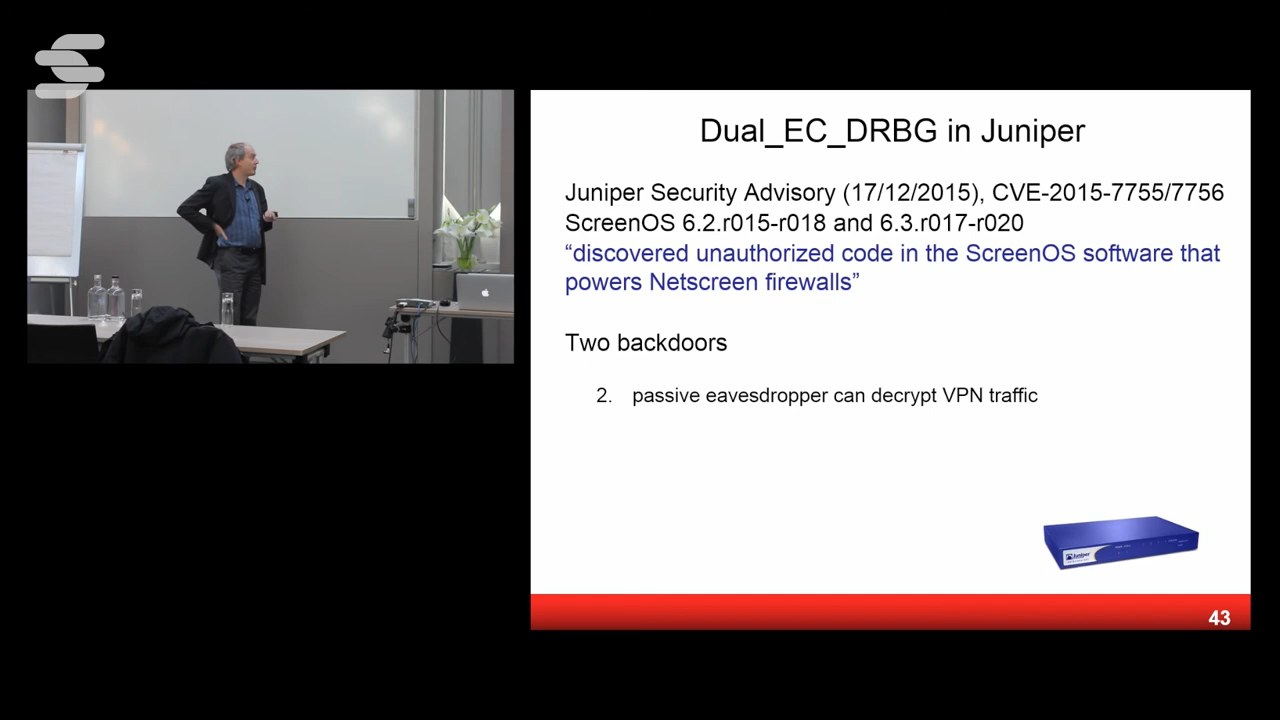 Dual_EC_DRBG in Juniper
Juniper Security Advisory (17/12/2015), CVE-2015-7755/7756
ScreenOS 6.2.r015-r018 and 6.3.r017-r020
“discovered unauthorized code in the ScreenOS software that
powers Netscreen firewalls”
Two backdoors
2. passive eavesdropper can decrypt VPN traffic
Juniper
43